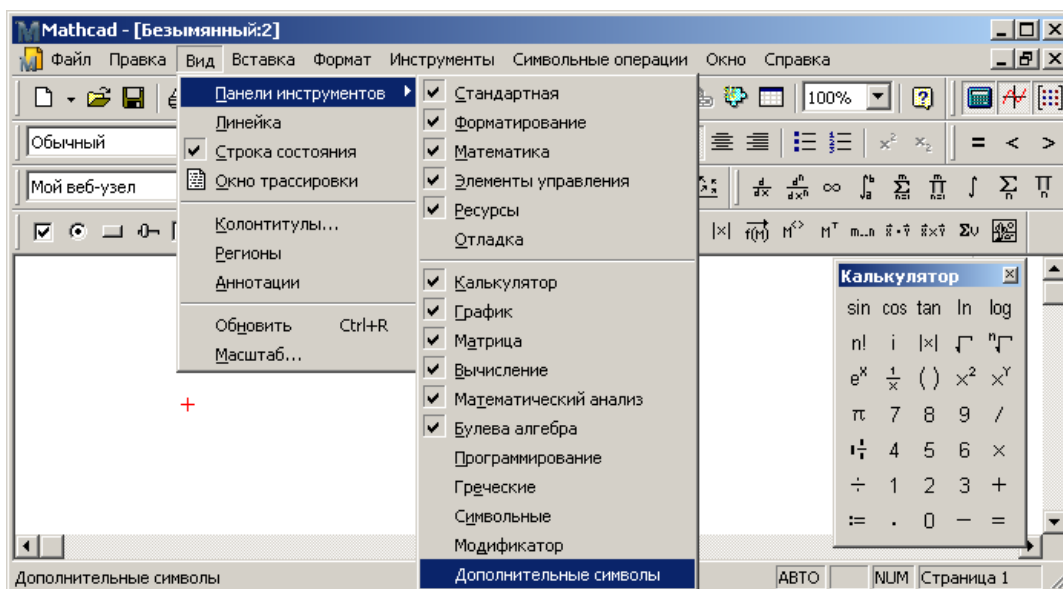 Mathcad - [Безымянный:2]
Файл Правка Вид Вставка Формат Инструменты Символьные операции Окно Справка
100%
Обычный
= < >
Мой веб-узел
Панели инструментов
Линейка
Строка состояния
Окно трассировки
Колонтитулы...
Регионы
Аннотации
Обновить Ctrl+R
Масштаб...
Стандартная
Форматирование
Математика
Элементы управления
Ресурсы
Отладка
Калькулятор
График
Матрица
Вычисление
Математический анализ
Булева алгебра
Программирование
Греческие
Символьные
Модификатор
Дополнительные символы
Калькулятор
sin cos tan ln log
n! i |×| √ ⁿ√
eˣ 1/x ( ) ×² ×ʸ
π 7 8 9 /
4 5 6 ×
÷ 1 2 3 +
:= . 0 − =
Дополнительные символы
АВТО NUM Страница 1